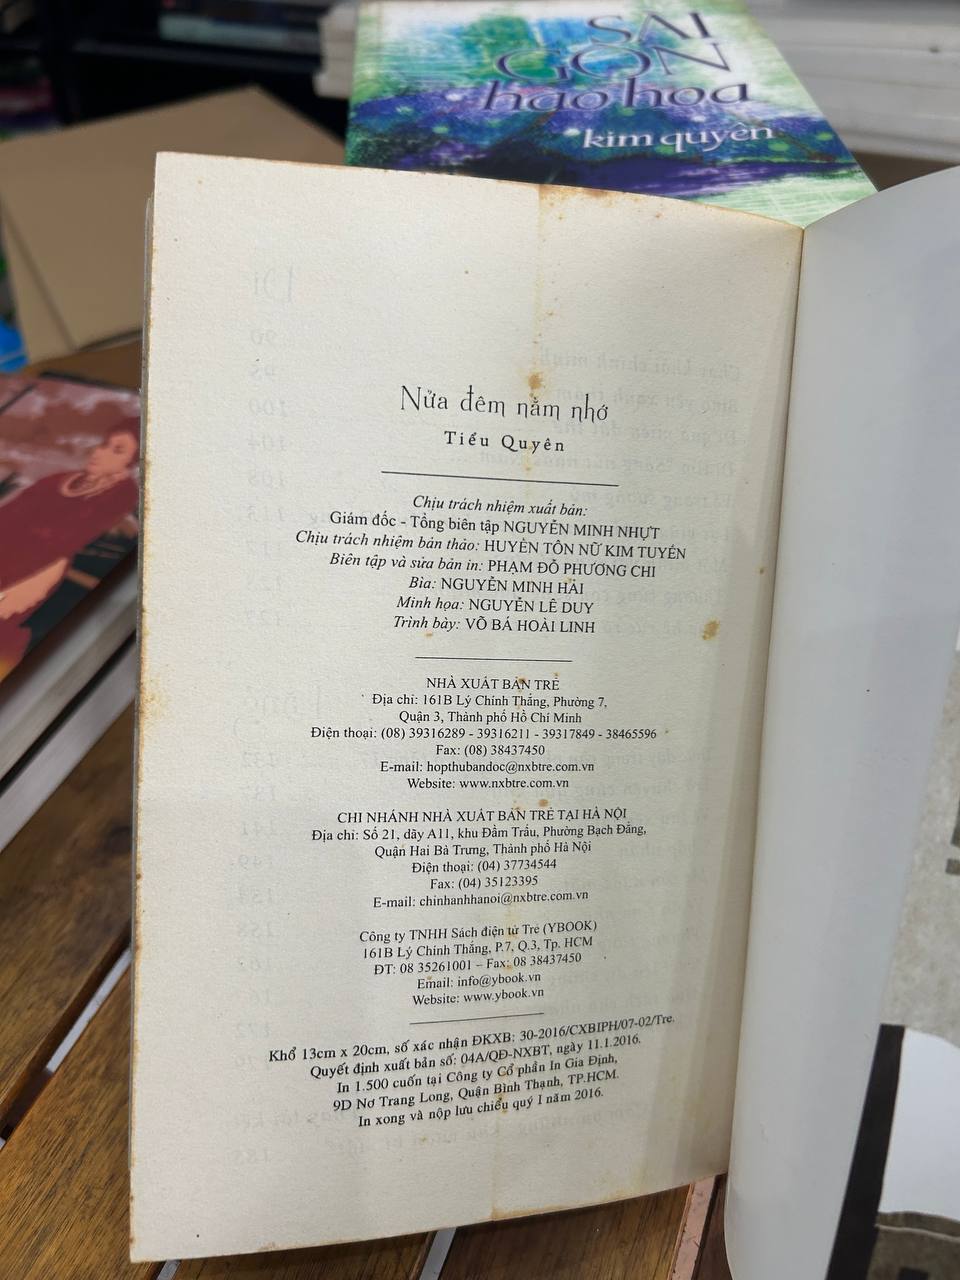 SÀI
GÒN
hào hoa
kim quyên
Nửa đêm nằm nhớ
Tiểu Quyên
Chịu trách nhiệm xuất bản:
Giám đốc - Tổng biên tập NGUYỄN MINH NHỰT
Chịu trách nhiệm bản thảo: HUYỀN TÔN NỮ KIM TUYẾN
Biên tập và sửa bản in: PHẠM ĐỖ PHƯƠNG CHI
Bìa: NGUYỄN MINH HẢI
Minh họa: NGUYỄN LÊ DUY
Trình bày: VÕ BÁ HOÀI LINH
NHÀ XUẤT BẢN TRẺ
Địa chỉ: 161B Lý Chính Thắng, Phường 7,
Quận 3, Thành phố Hồ Chí Minh
Điện thoại: (08) 39316289 - 39316211 - 39317849 - 38465596
Fax: (08) 38437450
E-mail: hopthubandoc@nxbtre.com.vn
Website: www.nxbtre.com.vn
CHI NHÁNH NHÀ XUẤT BẢN TRẺ TẠI HÀ NỘI
Địa chỉ: Số 21, dãy A11, khu Đầm Trấu, Phường Bạch Đằng,
Quận Hai Bà Trưng, Thành phố Hà Nội
Điện thoại: (04) 37734544
Fax: (04) 35123395
E-mail: chinhanhhanoi@nxbtre.com.vn
Công ty TNHH Sách điện tử Trẻ (YBOOK)
161B Lý Chính Thắng, P.7, Q.3, Tp. HCM
ĐT: 08 35261001 – Fax: 08 38437450
Email: info@ybook.vn
Website: www.ybook.vn
Khổ 13cm x 20cm, số xác nhận ĐKXB: 30-2016/CXBIPH/07-02/Tre.
Quyết định xuất bản số: 04A/QĐ-NXBT, ngày 11.1.2016.
In 1.500 cuốn tại Công ty Cổ phần In Gia Định,
9D Nơ Trang Long, Quận Bình Thạnh, TP.HCM.
In xong và nộp lưu chiểu quý I năm 2016.